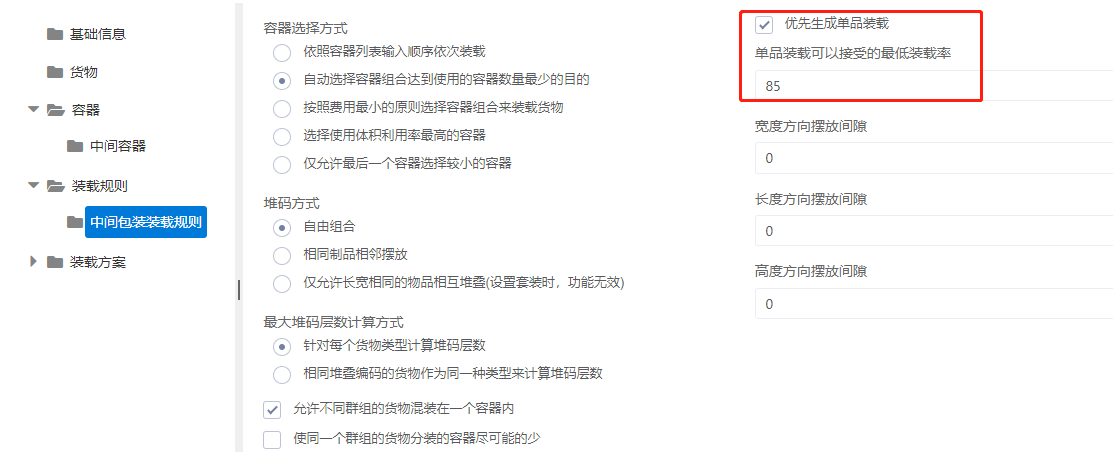 基础信息
货物
容器
中间容器
装载规则
中间包装装载规则
装载方案
容器选择方式
依照容器列表输入顺序依次装载
自动选择容器组合达到使用的容器数量最少的目的
按照费用最小的原则选择容器组合来装载货物
选择使用体积利用率最高的容器
仅允许最后一个容器选择较小的容器
堆码方式
自由组合
相同制品相邻摆放
仅允许长宽相同的物品相互堆叠(设置套装时，功能无效)
最大堆码层数计算方式
针对每个货物类型计算堆码层数
相同堆叠编码的货物作为同一种类型来计算堆码层数
允许不同群组的货物混装在一个容器内
使同一个群组的货物分装的容器尽可能的少
优先生成单品装载
单品装载可以接受的最低装载率
85
宽度方向摆放间隙
0
长度方向摆放间隙
0
高度方向摆放间隙
0